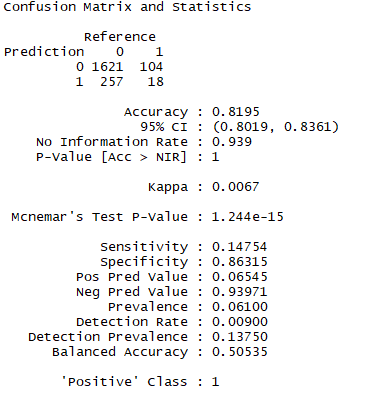 Confusion Matrix and Statistics
Reference
Prediction 0 1
0 1621 104
1 257 18
Accuracy : 0.8195
95% CI : (0.8019, 0.8361)
No Information Rate : 0.939
P-Value [Acc > NIR] : 1
Kappa : 0.0067
Mcnemar's Test P-Value : 1.244e-15
Sensitivity : 0.14754
Specificity : 0.86315
Pos Pred Value : 0.06545
Neg Pred Value : 0.93971
Prevalence : 0.06100
Detection Rate : 0.00900
Detection Prevalence : 0.13750
Balanced Accuracy : 0.50535
'Positive' Class : 1